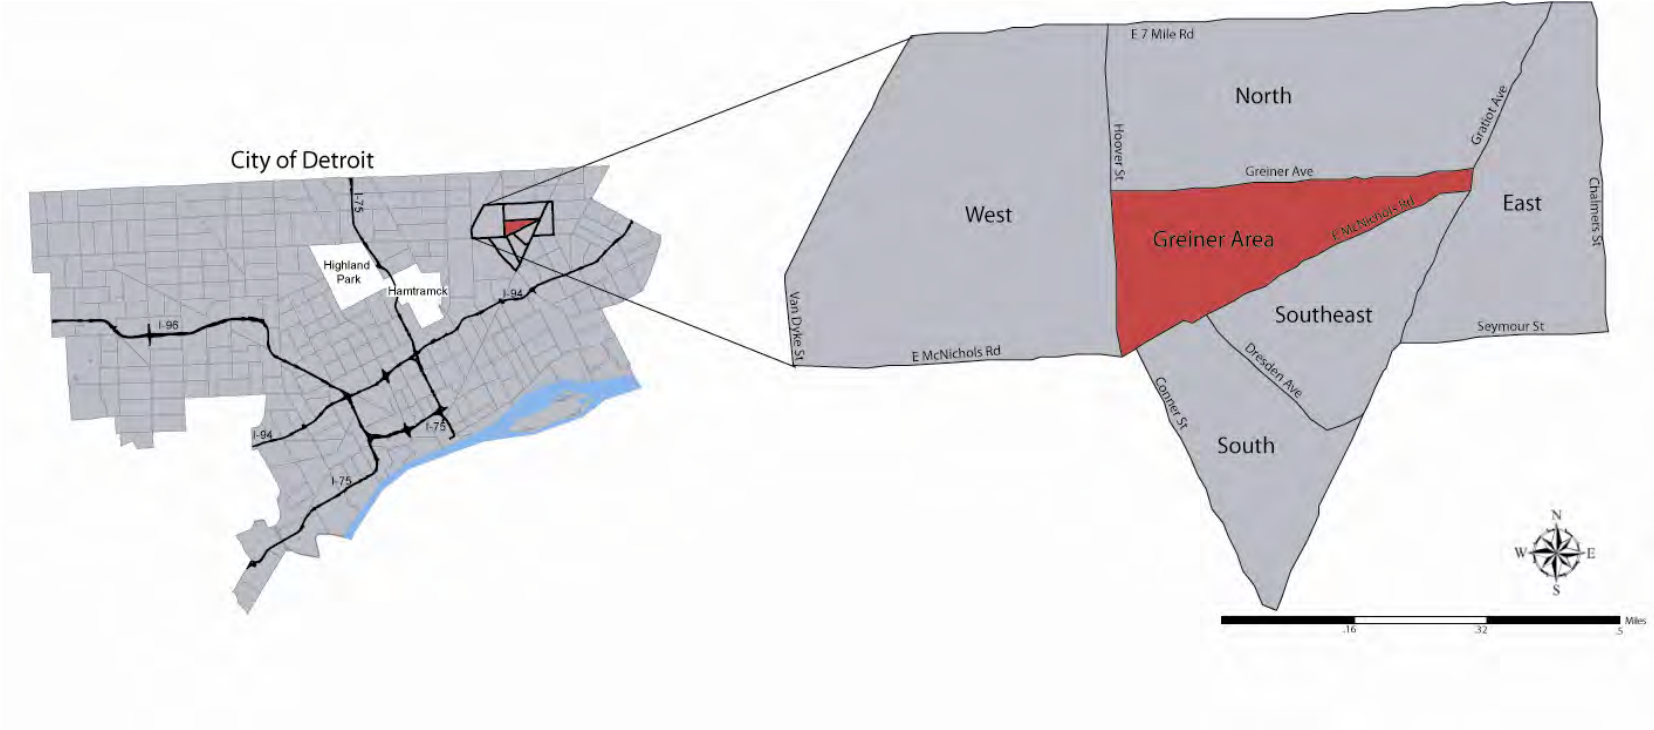 City of Detroit
I-75
Highland
Park
Hamtramck
I-94
I-96
I-94
I-75
I-75
E 7 Mile Rd
North
Gratiot Ave
Hoover St
Greiner Ave
Chalmers St
West
East
Greiner Area
E McNichols Rd
Van Dyke St
Southeast
Seymour St
E McNichols Rd
Dresden Ave
Conner St
South
N
W
E
S
.16
.32
.5
Miles